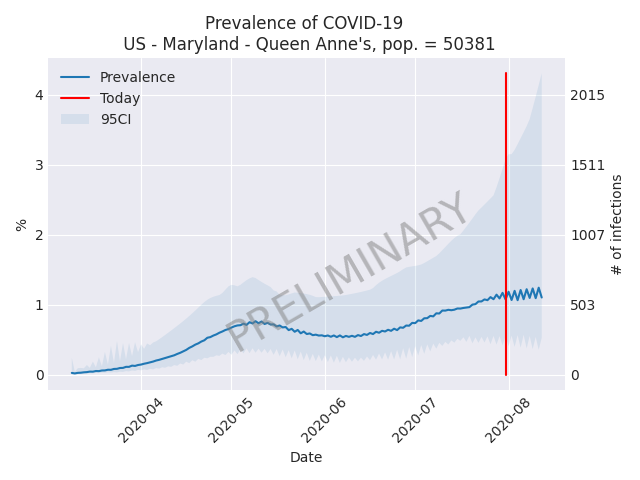 Prevalence of COVID-19
US - Maryland - Queen Anne's, pop. = 50381
Prevalence
Today
95CI
PRELIMINARY
%
4
3
2
1
0
2015
1511
1007
503
0
# of infections
2020-04
2020-05
2020-06
2020-07
2020-08
Date